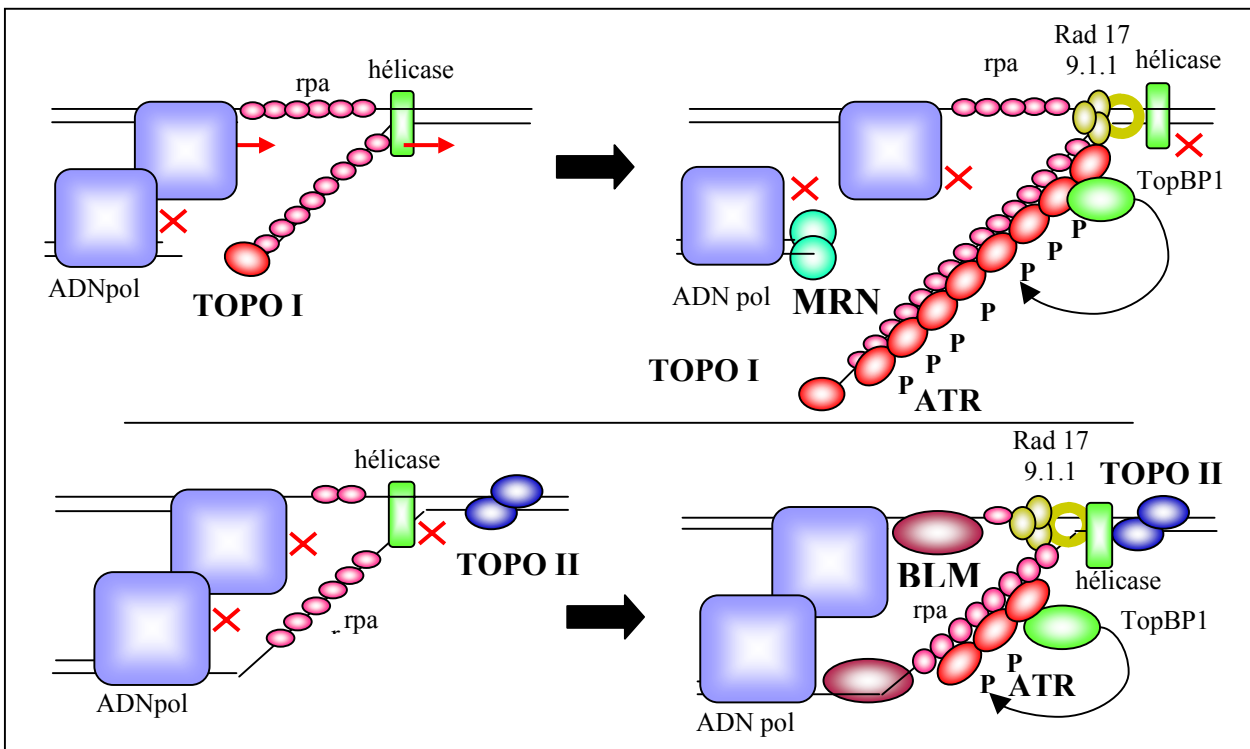 rpa
hélicase
ADNpol
TOPO I
rpa
Rad 17
9.1.1
hélicase
TopBP1
ADN pol
MRN
TOPO I
P
P
P
P
P
P
P
ATR
hélicase
TOPO II
rpa
ADNpol
Rad 17
9.1.1
TOPO II
BLM
hélicase
rpa
TopBP1
P
P
ATR
ADN pol